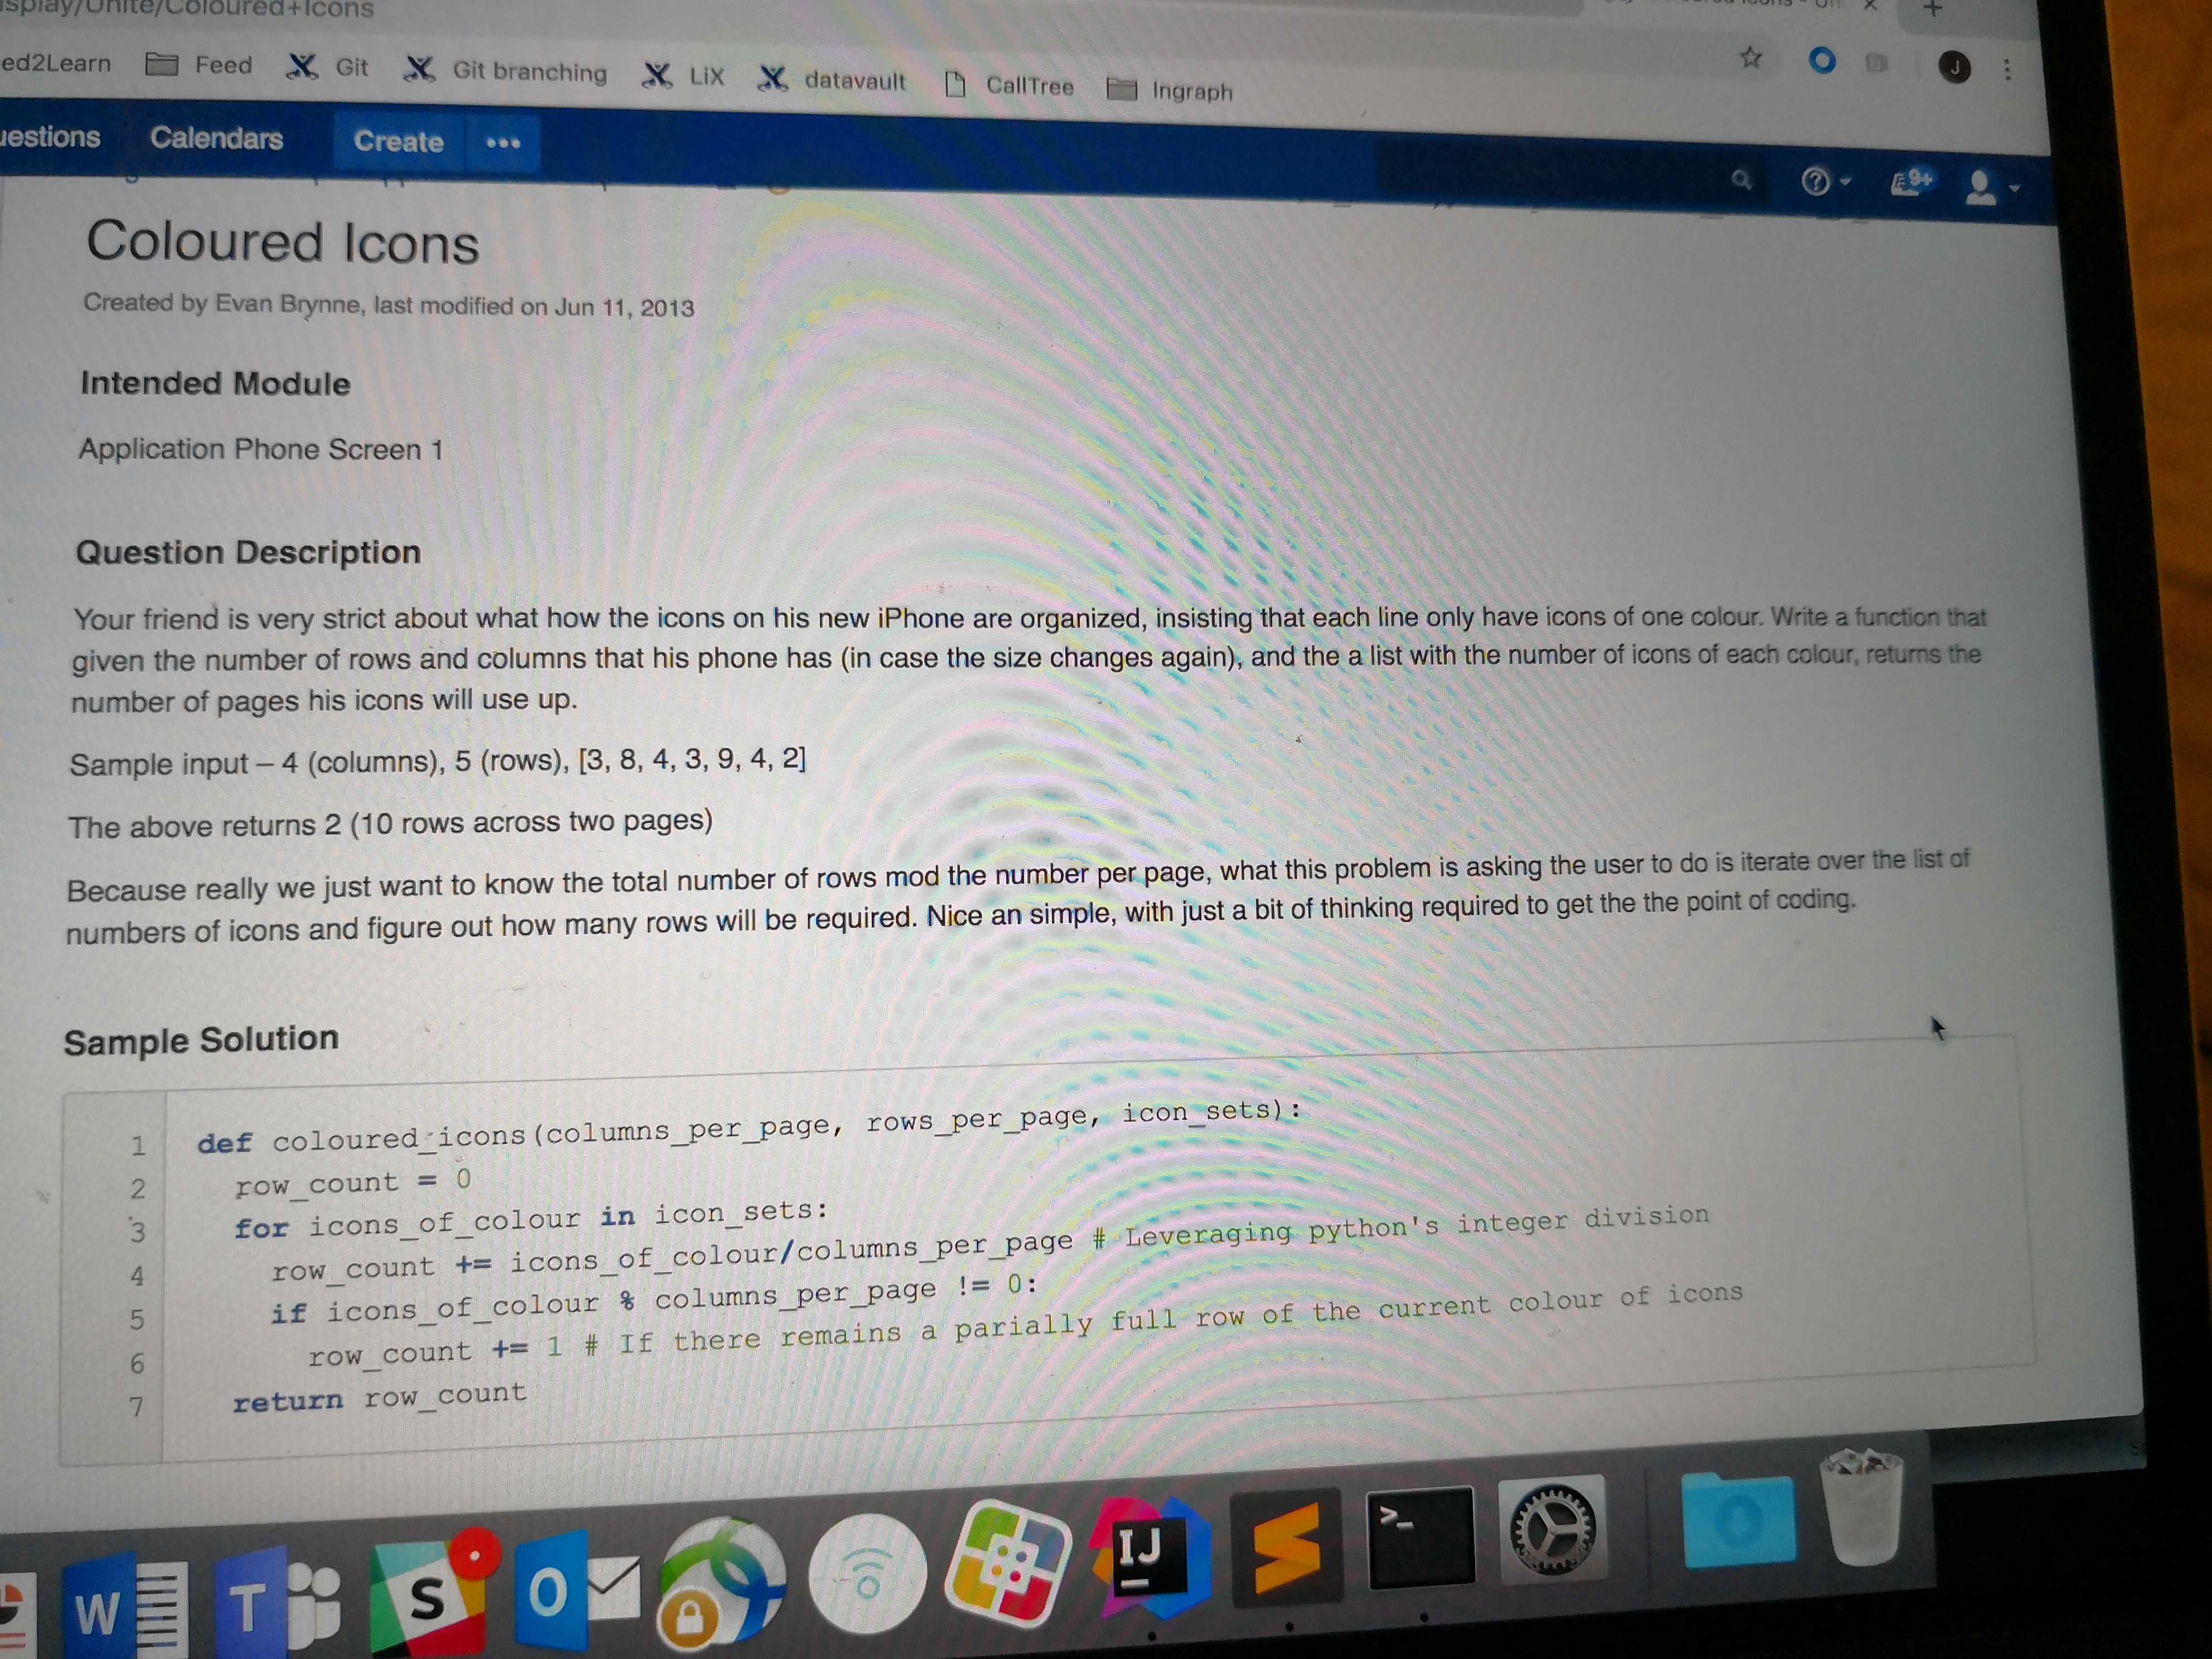 isplay/Unite/Coloured+Icons
ed2Learn Feed Git Git branching LiX datavault CallTree Ingraph J
uestions Calendars Create ••• 9+
Coloured Icons
Created by Evan Brynne, last modified on Jun 11, 2013
Intended Module
Application Phone Screen 1
Question Description
Your friend is very strict about what how the icons on his new iPhone are organized, insisting that each line only have icons of one colour. Write a function that
given the number of rows and columns that his phone has (in case the size changes again), and the a list with the number of icons of each colour, returns the
number of pages his icons will use up.
Sample input – 4 (columns), 5 (rows), [3, 8, 4, 3, 9, 4, 2]
The above returns 2 (10 rows across two pages)
Because really we just want to know the total number of rows mod the number per page, what this problem is asking the user to do is iterate over the list of
numbers of icons and figure out how many rows will be required. Nice an simple, with just a bit of thinking required to get the the point of coding.
Sample Solution
1 def coloured_icons(columns_per_page, rows_per_page, icon_sets):
2 row_count = 0
3 for icons_of_colour in icon_sets:
4 row_count += icons_of_colour/columns_per_page # Leveraging python's integer division
5 if icons_of_colour % columns_per_page != 0:
6 row_count += 1 # If there remains a parially full row of the current colour of icons
7 return row_count
W T S O IJ >_